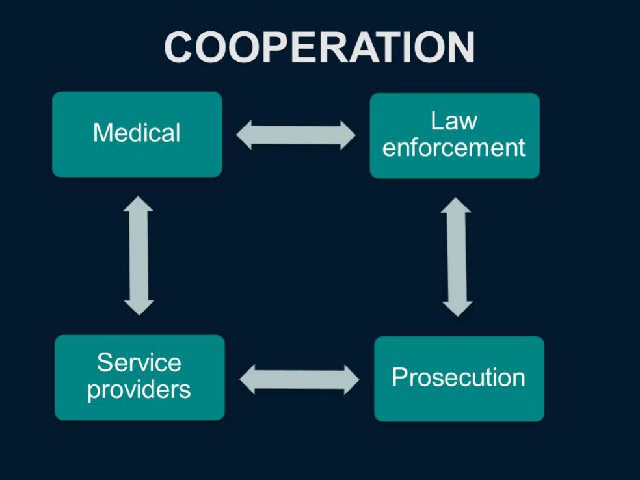 COOPERATION
Medical
Law
enforcement
Service
providers
Prosecution